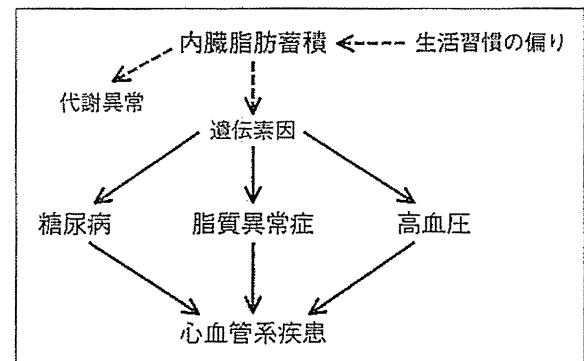 内臓脂肪蓄積 生活習慣の偏り
代謝異常
遺伝素因
糖尿病 脂質異常症 高血圧
心血管系疾患